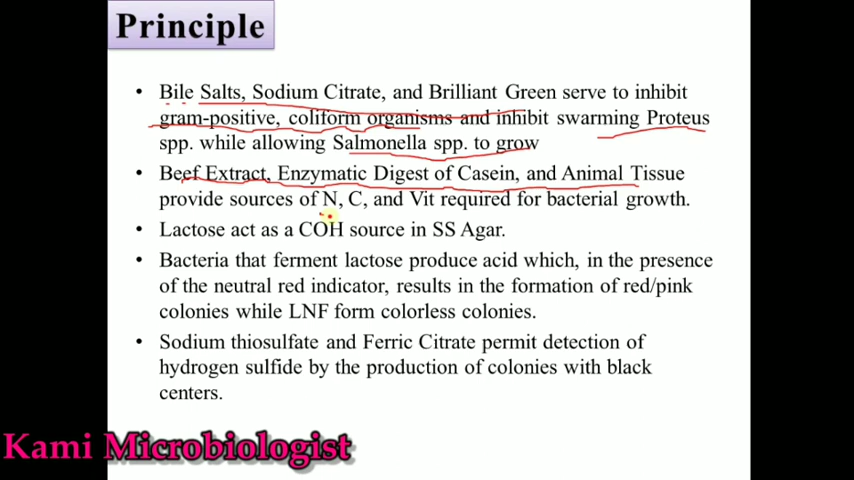 Principle
• Bile Salts, Sodium Citrate, and Brilliant Green serve to inhibit
gram-positive, coliform organisms and inhibit swarming Proteus
spp. while allowing Salmonella spp. to grow
• Beef Extract, Enzymatic Digest of Casein, and Animal Tissue
provide sources of N, C, and Vit required for bacterial growth.
• Lactose act as a COH source in SS Agar.
• Bacteria that ferment lactose produce acid which, in the presence
of the neutral red indicator, results in the formation of red/pink
colonies while LNF form colorless colonies.
• Sodium thiosulfate and Ferric Citrate permit detection of
hydrogen sulfide by the production of colonies with black
centers.
Kami Microbiologist